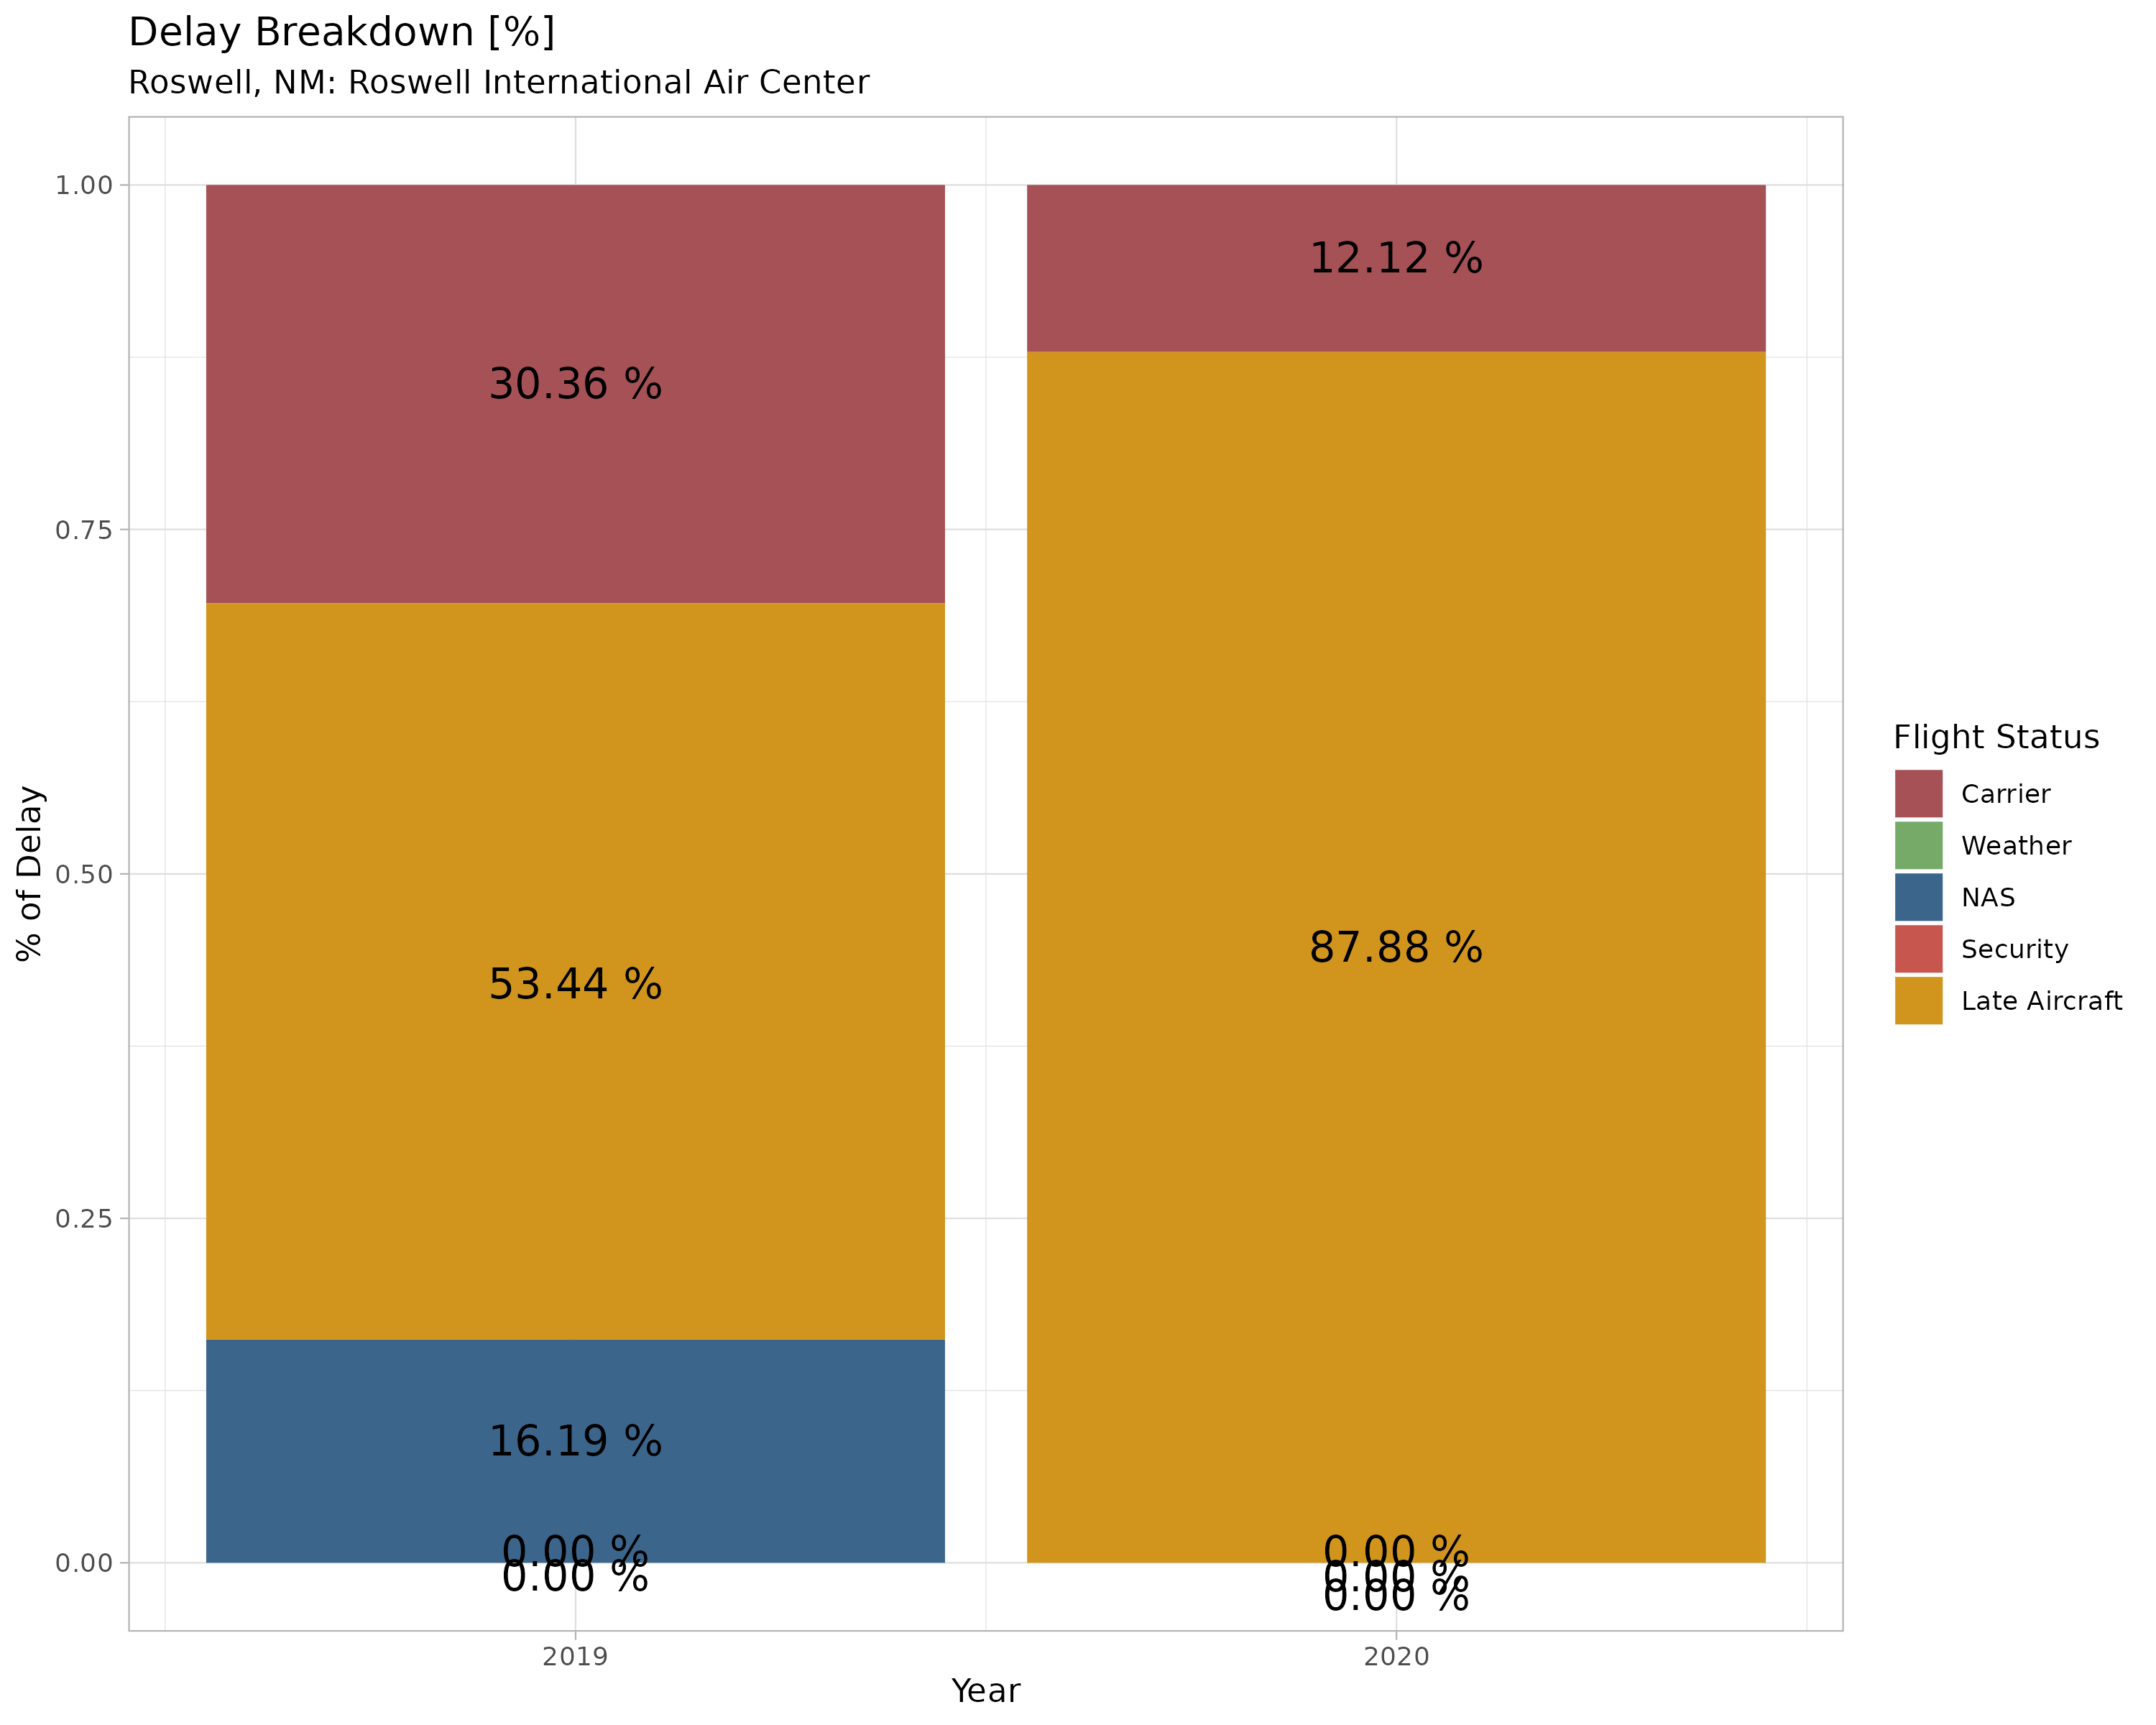 Delay Breakdown [%]
Roswell, NM: Roswell International Air Center
% of Delay
1.00
0.75
0.50
0.25
0.00
30.36 %
53.44 %
16.19 %
0.00 %
0.00 %
12.12 %
87.88 %
0.00 %
0.00 %
0.00 %
2019
2020
Year
Flight Status
Carrier
Weather
NAS
Security
Late Aircraft